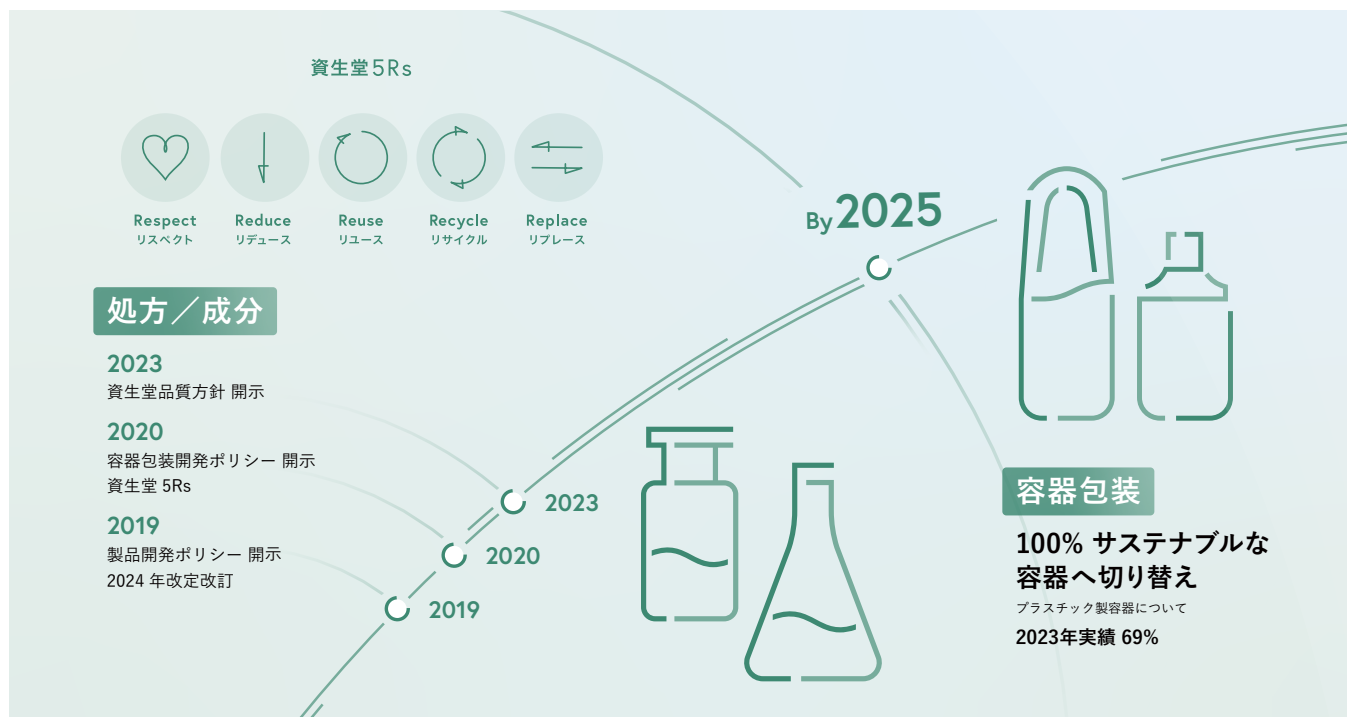 資生堂5Rs
Respect
リスペクト
Reduce
リデュース
Reuse
リユース
Recycle
リサイクル
Replace
リプレース
処方／成分
2023
資生堂品質方針 開示
2020
容器包装開発ポリシー 開示
資生堂 5Rs
2019
製品開発ポリシー 開示
2024 年改定改訂
By 2025
2023
2020
2019
容器包装
100% サステナブルな
容器へ切り替え
プラスチック製容器について
2023年実績 69%